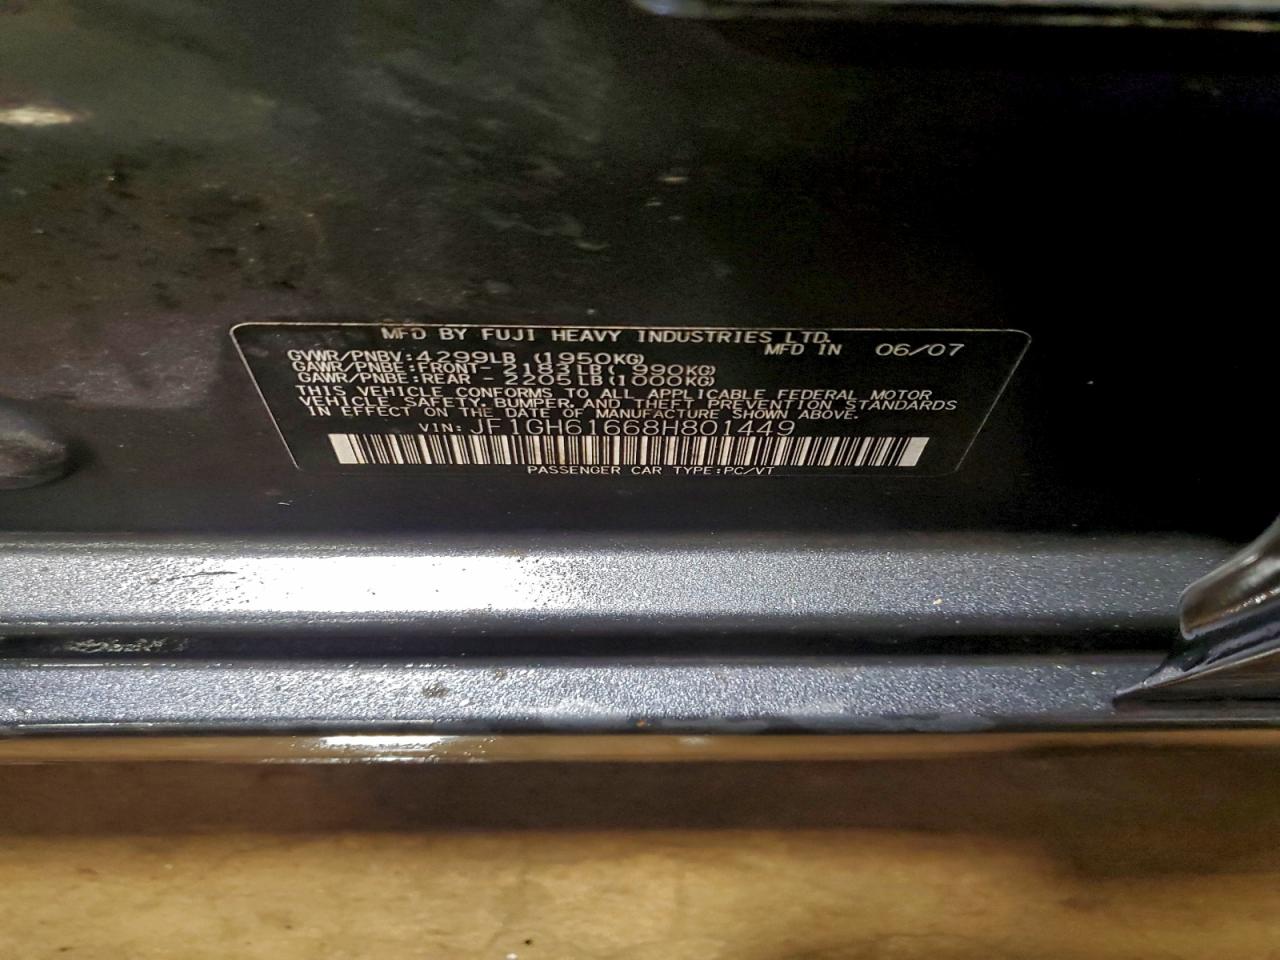 MFD BY FUJI HEAVY INDUSTRIES LTD.
MFD IN 06/07
GVWR/PNBV:4299LB (1950KG)
GAWR/PNBE:FRONT- 2183LB( 990KG)
GAWR/PNBE:REAR - 2205LB(1000KG)
THIS VEHICLE CONFORMS TO ALL APPLICABLE FEDERAL MOTOR
VEHICLE SAFETY, BUMPER, AND THEFT PREVENTION STANDARDS
IN EFFECT ON THE DATE OF MANUFACTURE SHOWN ABOVE.
VIN:JF1GH61668H801449
PASSENGER CAR TYPE:PC/VT